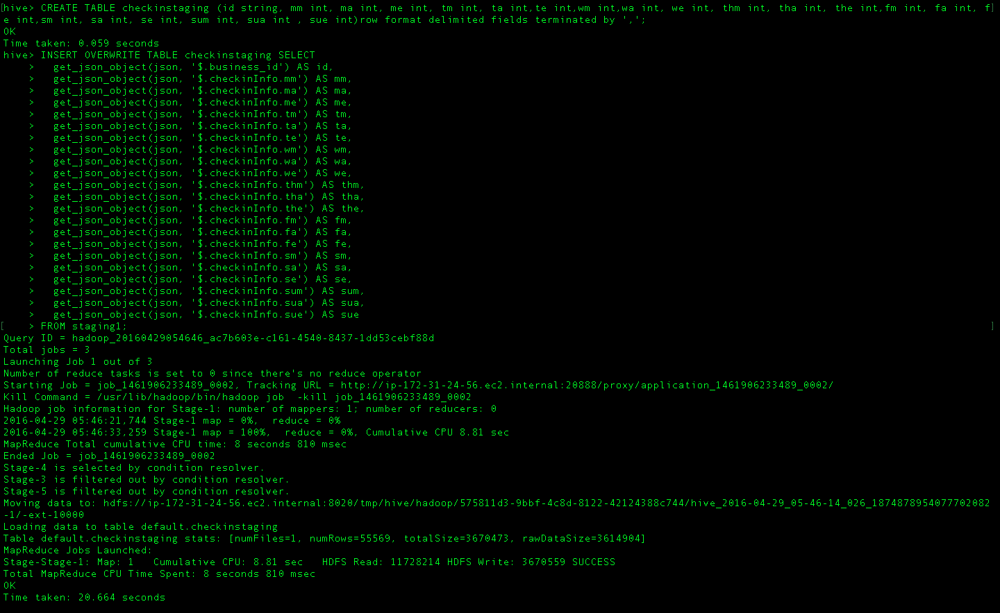 [hive> CREATE TABLE checkinstaging (id string, mm int, ma int, me int, tm int, ta int,te int,wm int,wa int, we int, thm int, tha int, the int,fm int, fa int, f]
e int,sm int, sa int, se int, sum int, sua int , sue int)row format delimited fields terminated by ',';
OK
Time taken: 0.059 seconds
hive> INSERT OVERWRITE TABLE checkinstaging SELECT
    >   get_json_object(json, '$.business_id') AS id,
    >   get_json_object(json, '$.checkinInfo.mm') AS mm,
    >   get_json_object(json, '$.checkinInfo.ma') AS ma,
    >   get_json_object(json, '$.checkinInfo.me') AS me,
    >   get_json_object(json, '$.checkinInfo.tm') AS tm,
    >   get_json_object(json, '$.checkinInfo.ta') AS ta,
    >   get_json_object(json, '$.checkinInfo.te') AS te,
    >   get_json_object(json, '$.checkinInfo.wm') AS wm,
    >   get_json_object(json, '$.checkinInfo.wa') AS wa,
    >   get_json_object(json, '$.checkinInfo.we') AS we,
    >   get_json_object(json, '$.checkinInfo.thm') AS thm,
    >   get_json_object(json, '$.checkinInfo.tha') AS tha,
    >   get_json_object(json, '$.checkinInfo.the') AS the,
    >   get_json_object(json, '$.checkinInfo.fm') AS fm,
    >   get_json_object(json, '$.checkinInfo.fa') AS fa,
    >   get_json_object(json, '$.checkinInfo.fe') AS fe,
    >   get_json_object(json, '$.checkinInfo.sm') AS sm,
    >   get_json_object(json, '$.checkinInfo.sa') AS sa,
    >   get_json_object(json, '$.checkinInfo.se') AS se,
    >   get_json_object(json, '$.checkinInfo.sum') AS sum,
    >   get_json_object(json, '$.checkinInfo.sua') AS sua,
    >   get_json_object(json, '$.checkinInfo.sue') AS sue
[    > FROM staging1; ]
Query ID = hadoop_20160429054646_ac7b603e-c161-4540-8437-1dd53cebf88d
Total jobs = 3
Launching Job 1 out of 3
Number of reduce tasks is set to 0 since there's no reduce operator
Starting Job = job_1461906233489_0002, Tracking URL = http://ip-172-31-24-56.ec2.internal:20888/proxy/application_1461906233489_0002/
Kill Command = /usr/lib/hadoop/bin/hadoop job  -kill job_1461906233489_0002
Hadoop job information for Stage-1: number of mappers: 1; number of reducers: 0
2016-04-29 05:46:21,744 Stage-1 map = 0%,  reduce = 0%
2016-04-29 05:46:33,259 Stage-1 map = 100%,  reduce = 0%, Cumulative CPU 8.81 sec
MapReduce Total cumulative CPU time: 8 seconds 810 msec
Ended Job = job_1461906233489_0002
Stage-4 is selected by condition resolver.
Stage-3 is filtered out by condition resolver.
Stage-5 is filtered out by condition resolver.
Moving data to: hdfs://ip-172-31-24-56.ec2.internal:8020/tmp/hive/hadoop/575811d3-9bbf-4c8d-8122-42124388c744/hive_2016-04-29_05-46-14_026_1874878954077702082
-1/-ext-10000
Loading data to table default.checkinstaging
Table default.checkinstaging stats: [numFiles=1, numRows=55569, totalSize=3670473, rawDataSize=3614904]
MapReduce Jobs Launched:
Stage-Stage-1: Map: 1   Cumulative CPU: 8.81 sec   HDFS Read: 11728214 HDFS Write: 3670559 SUCCESS
Total MapReduce CPU Time Spent: 8 seconds 810 msec
OK
Time taken: 20.664 seconds